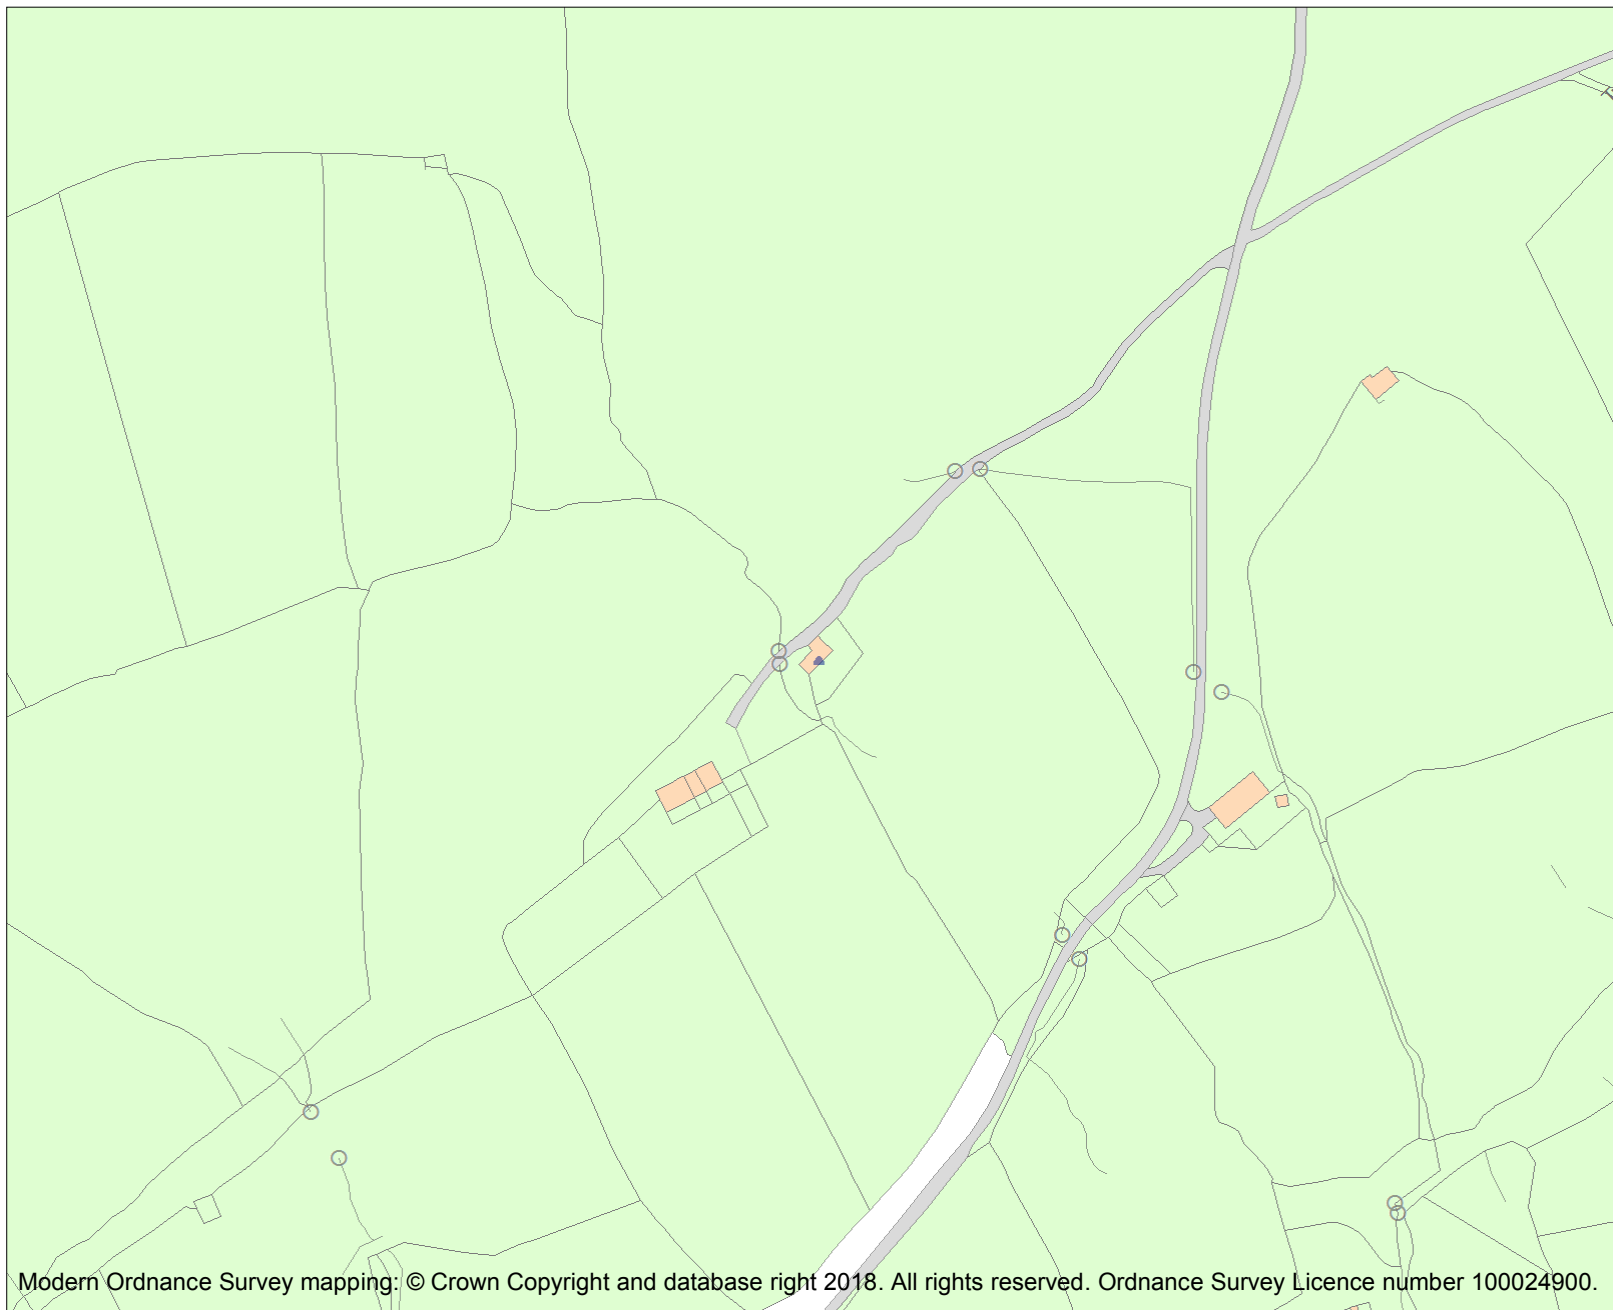 Modern Ordnance Survey mapping: © Crown Copyright and database right 2018. All rights reserved. Ordnance Survey Licence number 100024900.